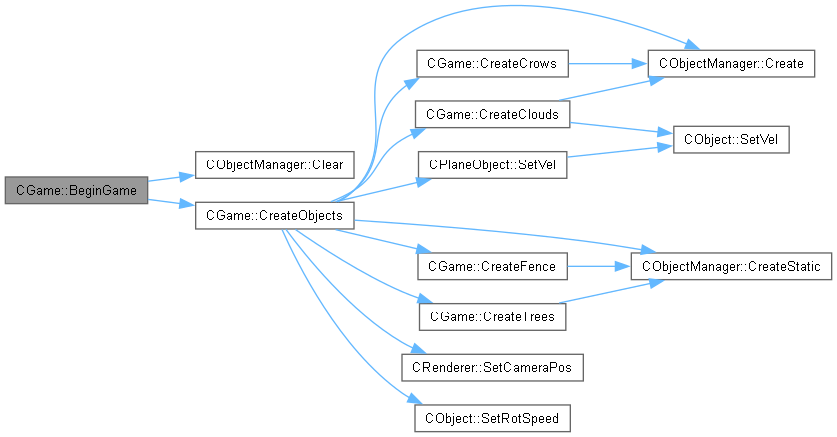 CGame::CreateCrows
CObjectManager::Create
CGame::CreateClouds
CObject::SetVel
CObjectManager::Clear
CPlaneObject::SetVel
CGame::BeginGame
CGame::CreateObjects
CGame::CreateFence
CObjectManager::CreateStatic
CGame::CreateTrees
CRenderer::SetCameraPos
CObject::SetRotSpeed